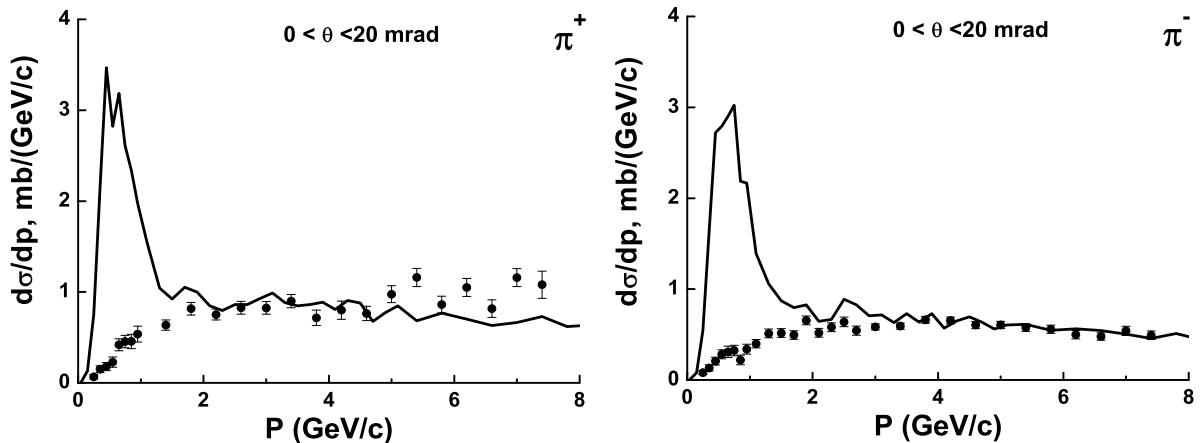 0 < θ <20 mrad
π+
dσ/dp, mb/(GeV/c)
4
3
2
1
0
0 2 4 6 8
P (GeV/c)
0 < θ <20 mrad
π-
dσ/dp, mb/(GeV/c)
4
3
2
1
0
0 2 4 6 8
P (GeV/c)